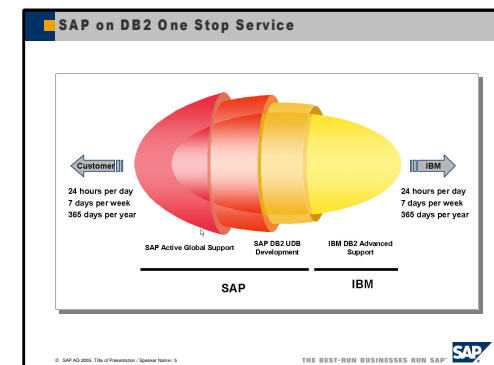 SAP on DB2 One Stop Service
Customer
IBM
24 hours per day
7 days per week
365 days per year
24 hours per day
7 days per week
365 days per year
SAP Active Global Support
SAP DB2 UDB
Development
IBM DB2 Advanced
Support
SAP
IBM
© SAP AG 2005, Title of Presentation / Speaker Name / 5
THE BEST-RUN BUSINESSES RUN SAP™
SAP